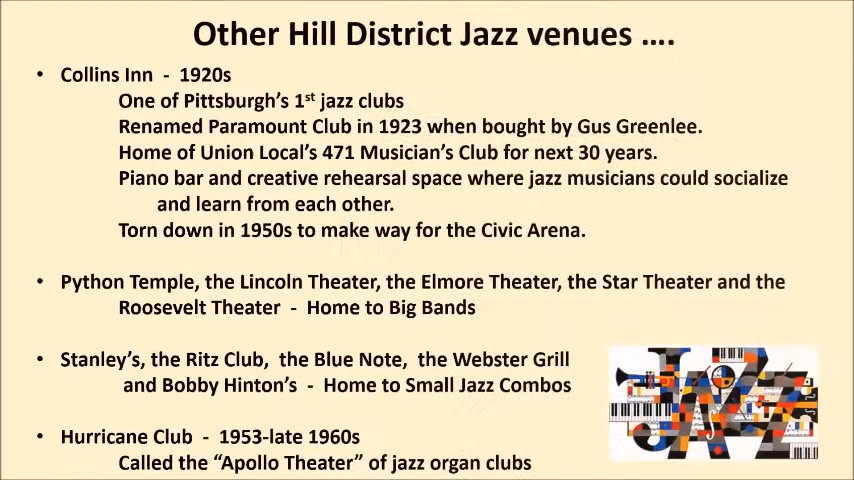 Other Hill District Jazz venues ….
• Collins Inn - 1920s
One of Pittsburgh’s 1st jazz clubs
Renamed Paramount Club in 1923 when bought by Gus Greenlee.
Home of Union Local’s 471 Musician’s Club for next 30 years.
Piano bar and creative rehearsal space where jazz musicians could socialize
and learn from each other.
Torn down in 1950s to make way for the Civic Arena.
• Python Temple, the Lincoln Theater, the Elmore Theater, the Star Theater and the
Roosevelt Theater - Home to Big Bands
• Stanley’s, the Ritz Club, the Blue Note, the Webster Grill
and Bobby Hinton’s - Home to Small Jazz Combos
JAZZ
• Hurricane Club - 1953-late 1960s
Called the “Apollo Theater” of jazz organ clubs